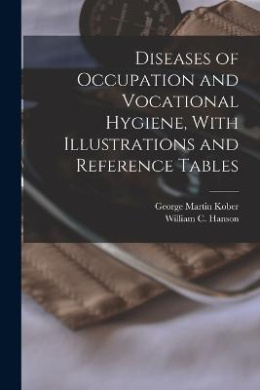 Diseases of
Occupation and
Vocational
Hygiene, With
Illustrations and
Reference Tables
George Martin Kober
William C. Hanson